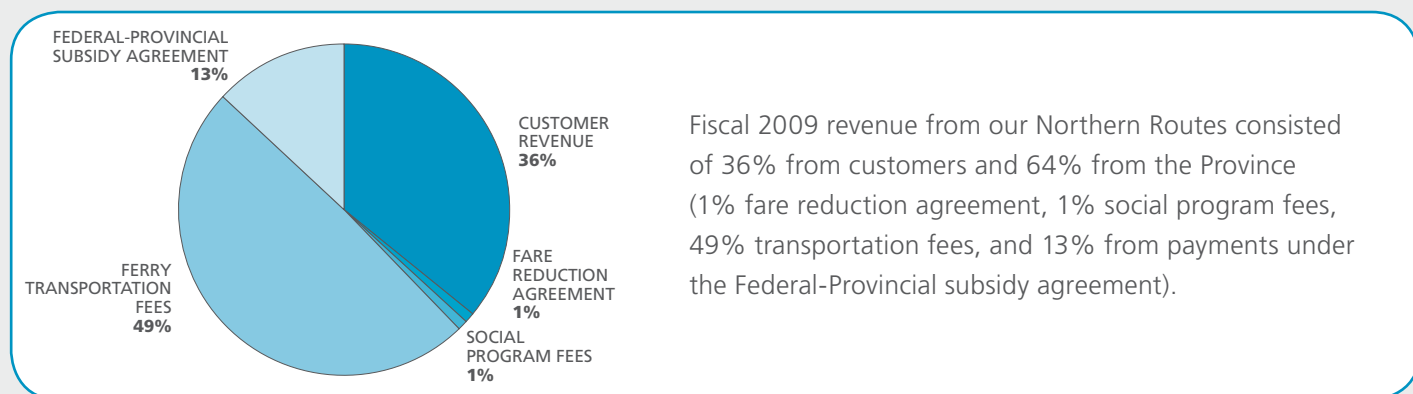 FEDERAL-PROVINCIAL
SUBSIDY AGREEMENT
13%
CUSTOMER
REVENUE
36%
FARE
REDUCTION
AGREEMENT
1%
SOCIAL
PROGRAM FEES
1%
FERRY
TRANSPORTATION
FEES
49%
Fiscal 2009 revenue from our Northern Routes consisted
of 36% from customers and 64% from the Province
(1% fare reduction agreement, 1% social program fees,
49% transportation fees, and 13% from payments under
the Federal-Provincial subsidy agreement).